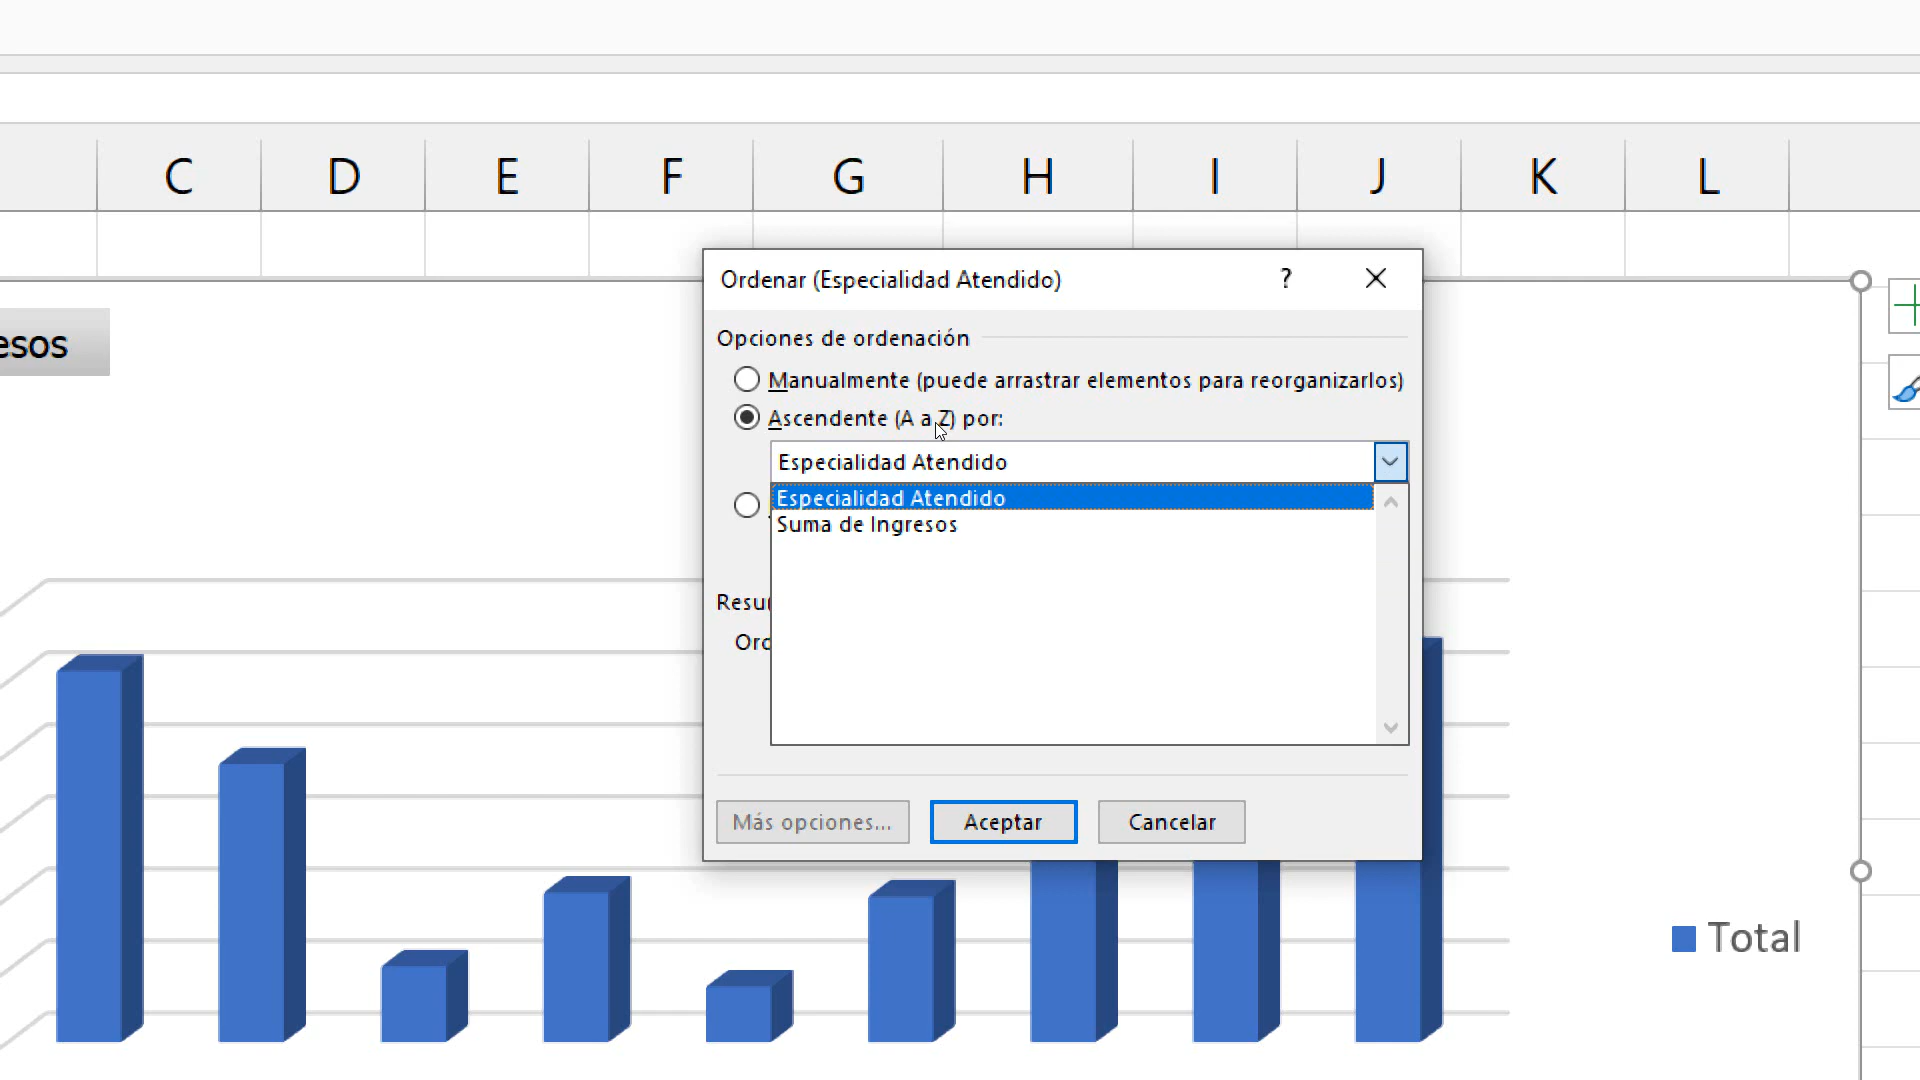 C D E F G H I J K L
Ordenar (Especialidad Atendido) ?
esos
Opciones de ordenación
Manualmente (puede arrastrar elementos para reorganizarlos)
Ascendente (A a Z) por:
Especialidad Atendido
Especialidad Atendido
Suma de Ingresos
Resu
Ord
Más opciones...
Aceptar
Cancelar
Total